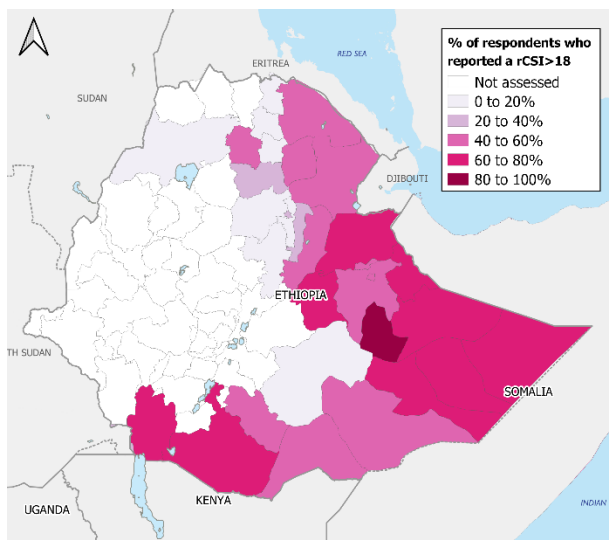 % of respondents who
reported a rCSI>18
Not assessed
0 to 20%
20 to 40%
40 to 60%
60 to 80%
80 to 100%
RED SEA
ERITREA
SUDAN
DJIBOUTI
ETHIOPIA
TH SUDAN
SOMALIA
KENYA
UGANDA
INDIAN